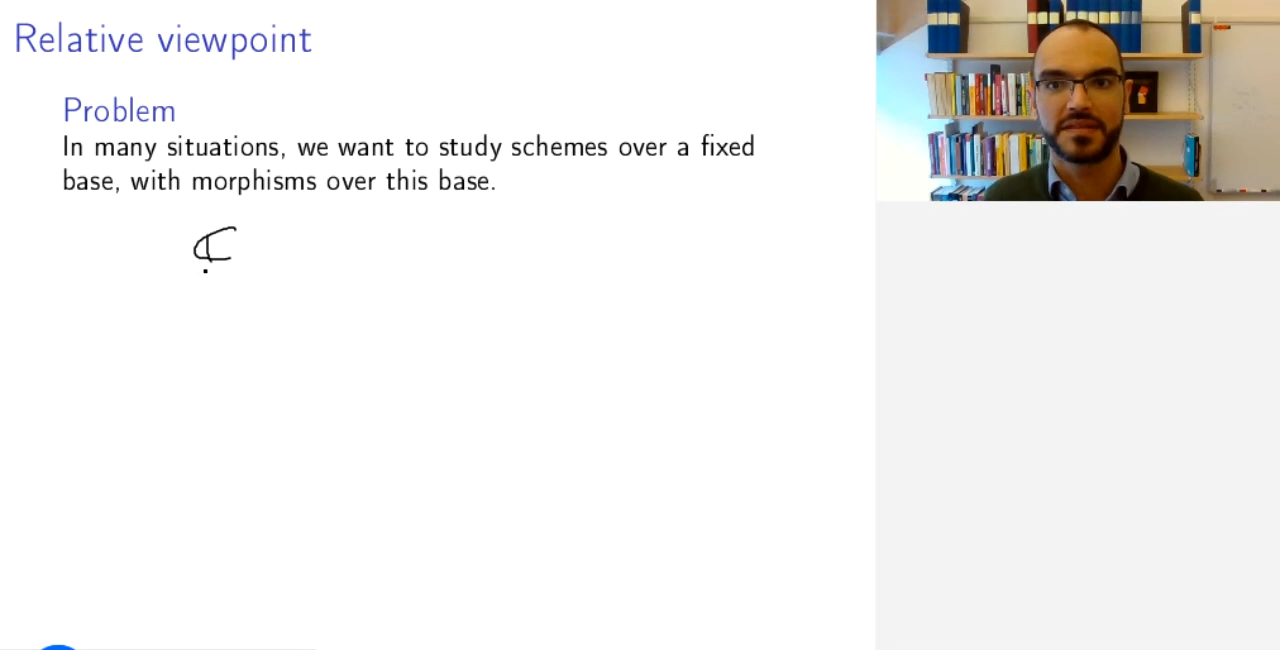 Relative viewpoint
Problem
In many situations, we want to study schemes over a fixed
base, with morphisms over this base.
ℂ